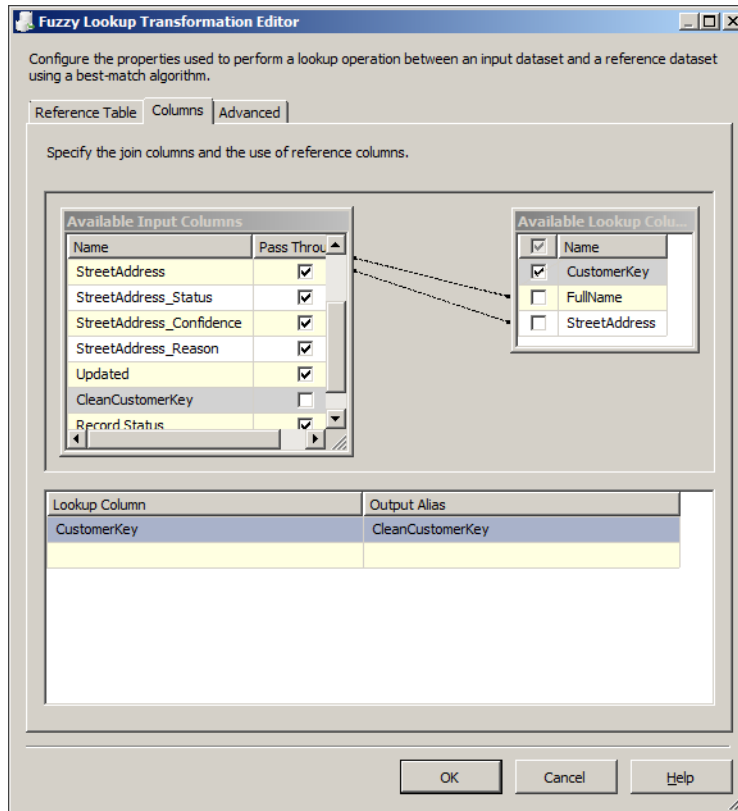 Fuzzy Lookup Transformation Editor
Configure the properties used to perform a lookup operation between an input dataset and a reference dataset
using a best-match algorithm.
Reference Table Columns Advanced
Specify the join columns and the use of reference columns.
Available Input Columns
Name Pass Throu
StreetAddress
StreetAddress_Status
StreetAddress_Confidence
StreetAddress_Reason
Updated
CleanCustomerKey
Record Status
Available Lookup Colu...
Name
CustomerKey
FullName
StreetAddress
Lookup Column Output Alias
CustomerKey CleanCustomerKey
OK Cancel Help